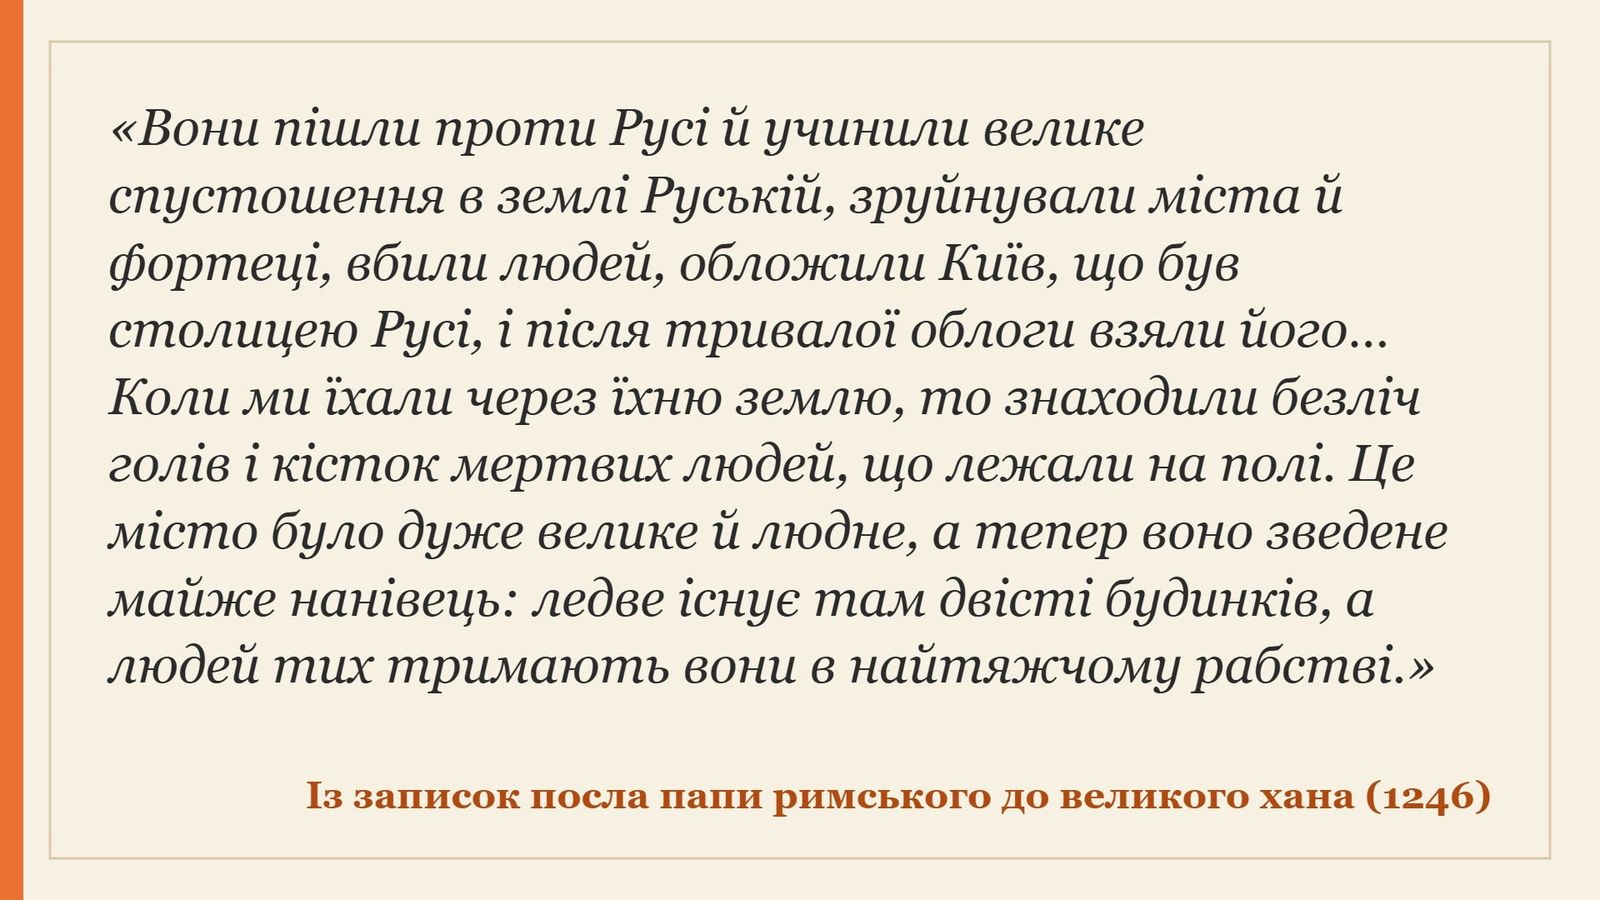 «Вони пішли проти Русі й учинили велике
спустошення в землі Руській, зруйнували міста й
фортеці, вбили людей, обложили Київ, що був
столицею Русі, і після тривалої облоги взяли його...
Коли ми їхали через їхню землю, то знаходили безліч
голів і кісток мертвих людей, що лежали на полі. Це
місто було дуже велике й людне, а тепер воно зведене
майже нанівець: ледве існує там двісті будинків, а
людей тих тримають вони в найтяжчому рабстві.»
Із записок посла папи римського до великого хана (1246)